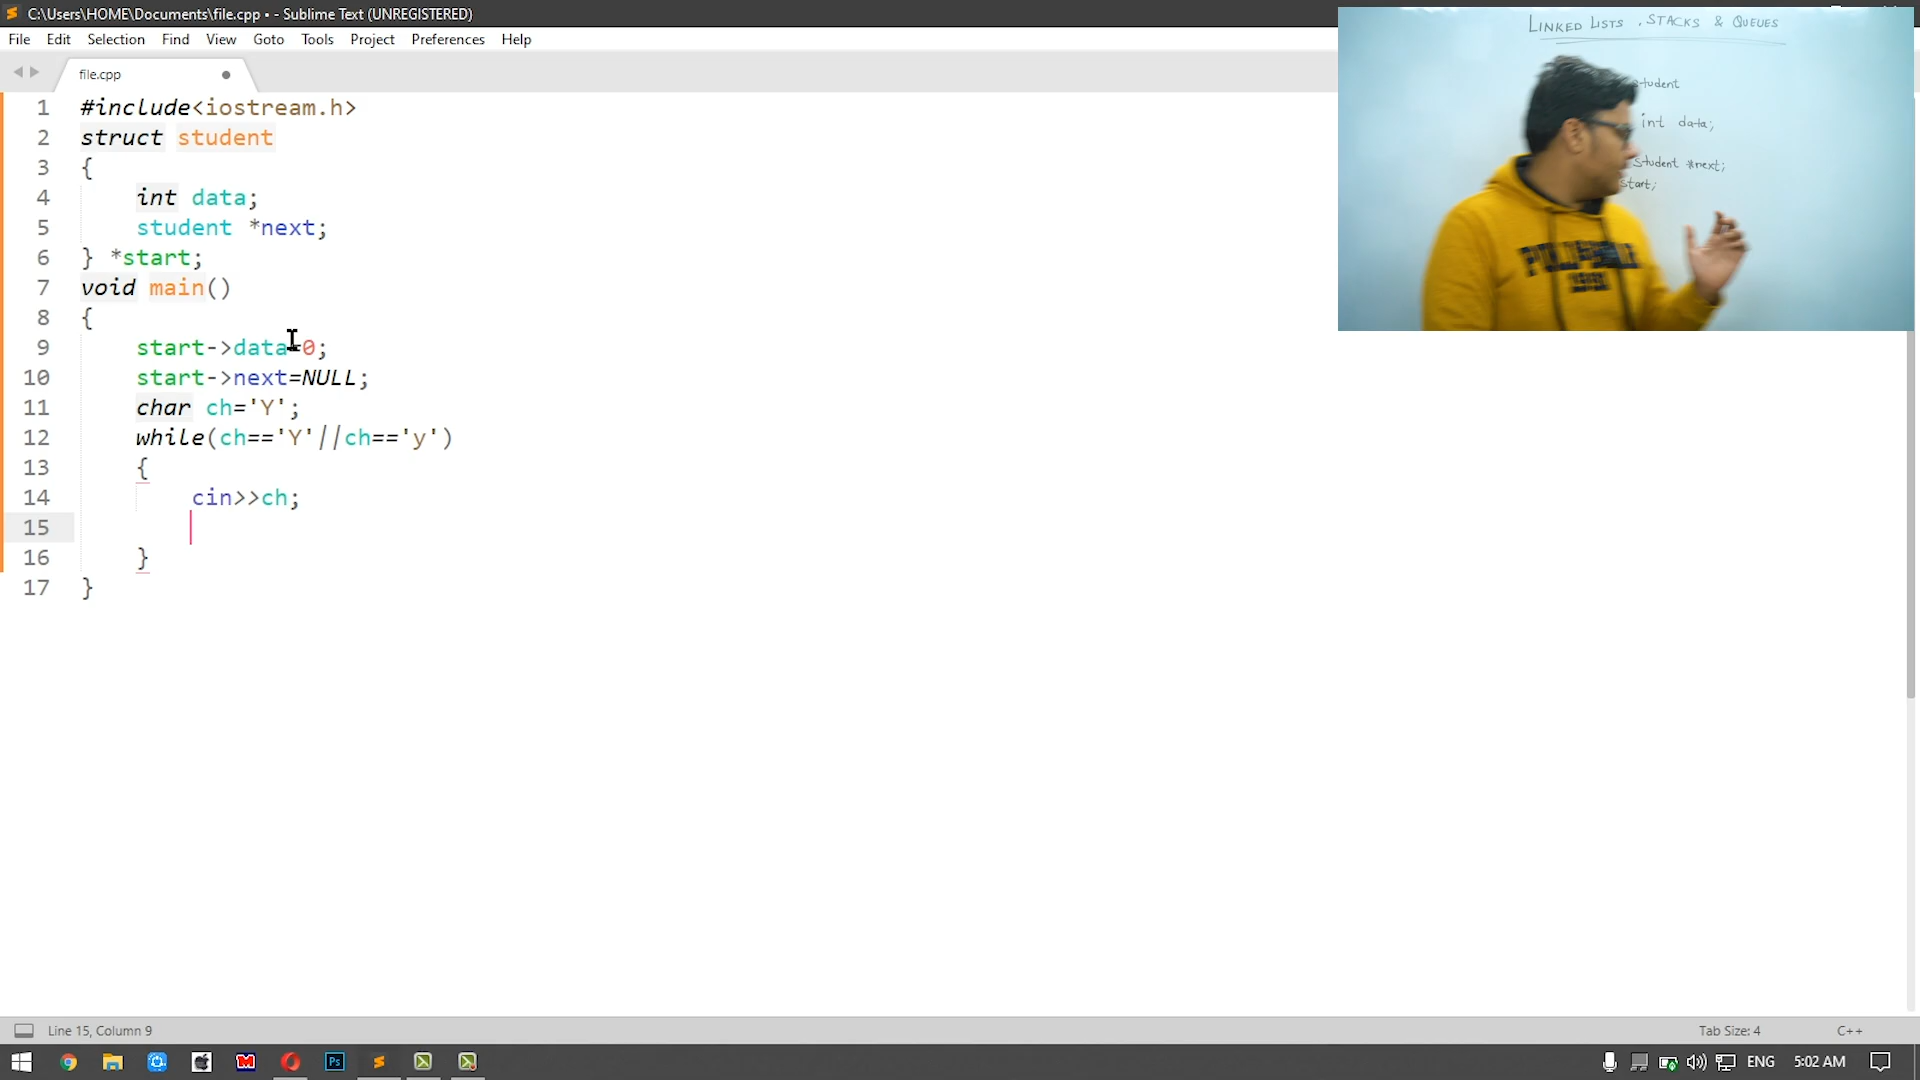 C:\Users\HOME\Documents\file.cpp • - Sublime Text (UNREGISTERED)
File Edit Selection Find View Goto Tools Project Preferences Help
file.cpp
1 #include<iostream.h>
2 struct student
3 {
4 int data;
5 student *next;
6 } *start;
7 void main()
8 {
9 start->data 0;
10 start->next=NULL;
11 char ch='Y';
12 while(ch=='Y'||ch=='y')
13 {
14 cin>>ch;
15
16 }
17 }
LINKED LISTS , STACKS & QUEUES
student
int data;
student *next;
start;
Line 15, Column 9
Tab Size: 4
C++
Ps
ENG
5:02 AM